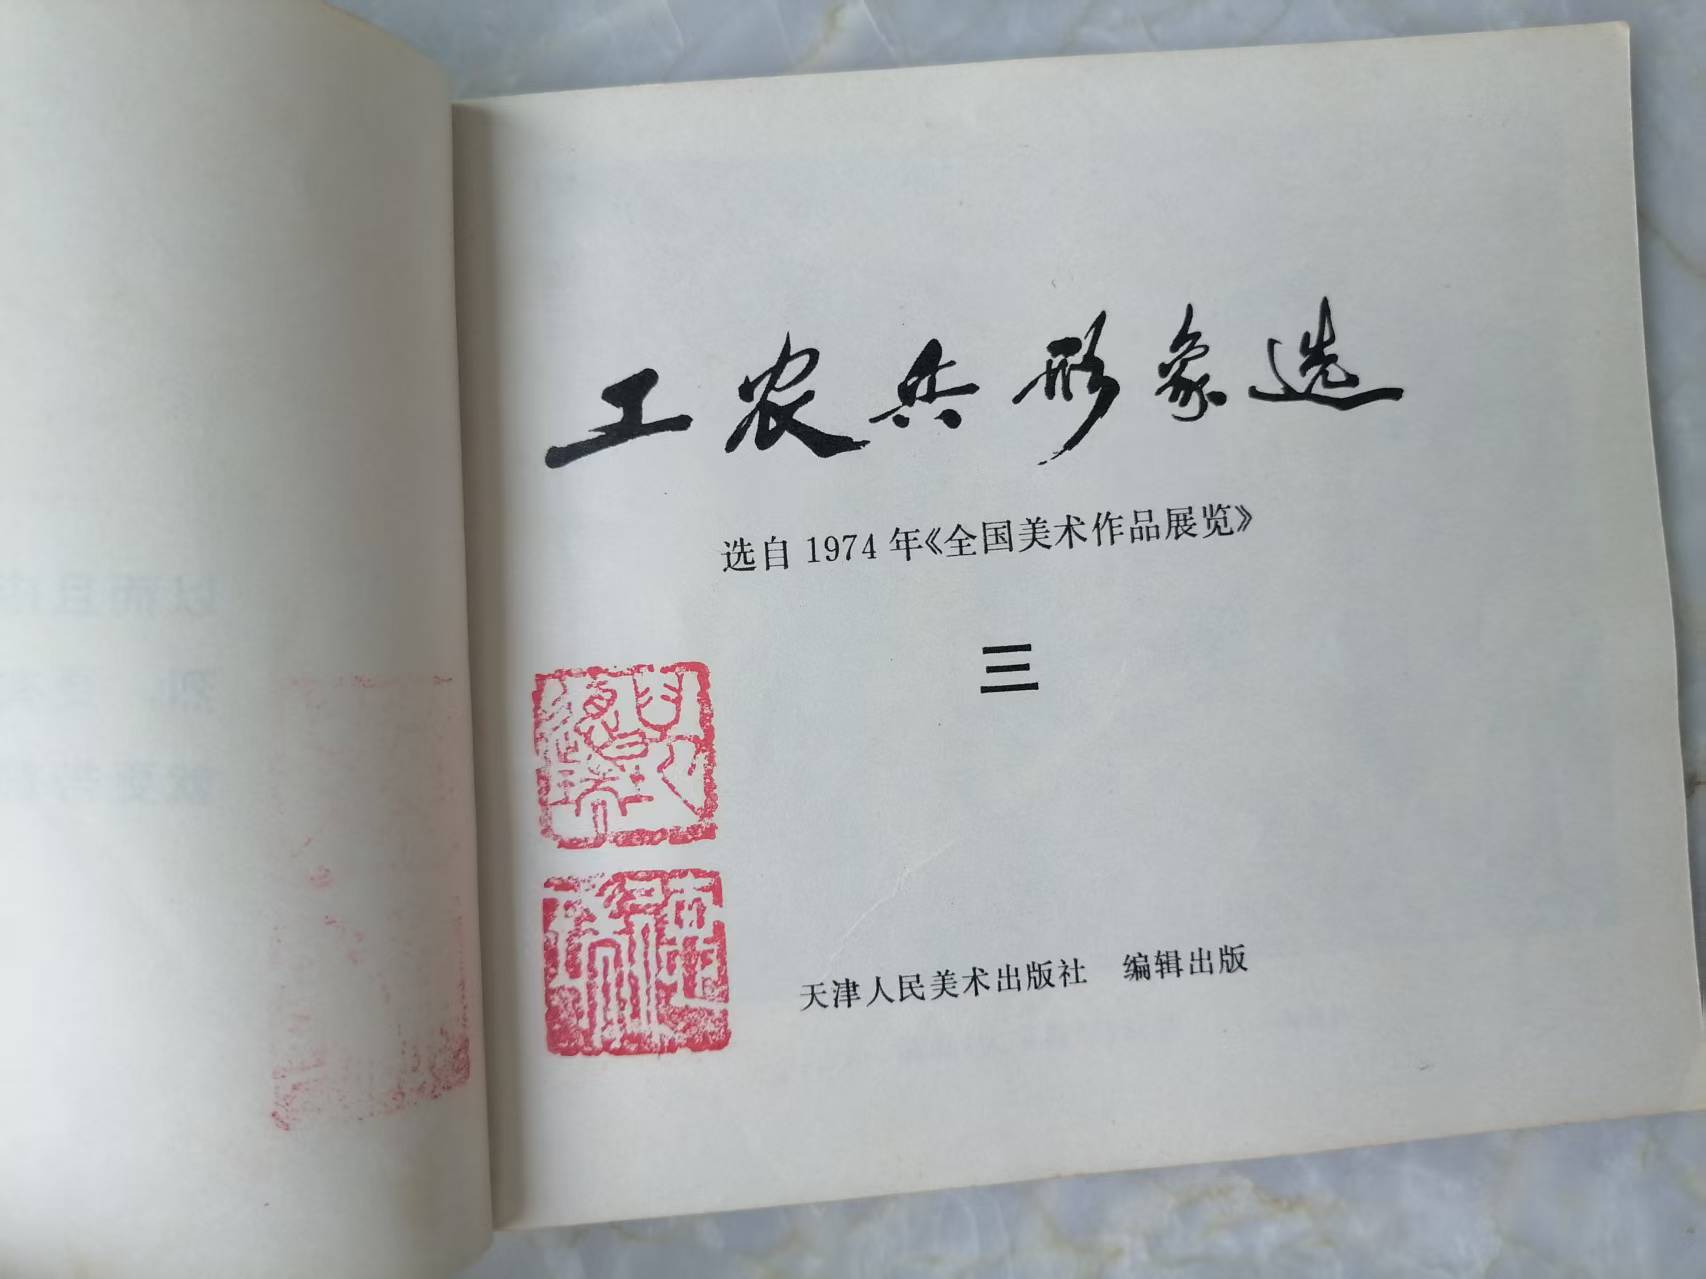 工农兵形象选
选自1974年《全国美术作品展览》
三
天津人民美术出版社 编辑出版